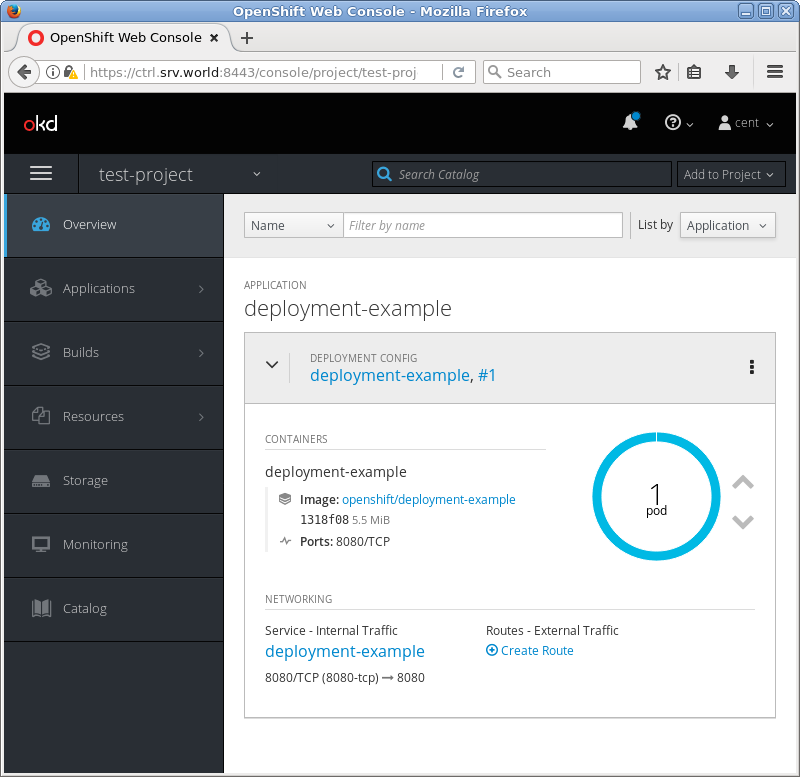 OpenShift Web Console - Mozilla Firefox
OpenShift Web Console
https://ctrl.srv.world:8443/console/project/test-proj
Search
okd
cent
test-project
Search Catalog
Add to Project
Overview
Applications
Builds
Resources
Storage
Monitoring
Catalog
Name
Filter by name
List by
Application
APPLICATION
deployment-example
DEPLOYMENT CONFIG
deployment-example, #1
CONTAINERS
deployment-example
Image: openshift/deployment-example
1318f08 5.5 MiB
Ports: 8080/TCP
1
pod
NETWORKING
Service - Internal Traffic
deployment-example
8080/TCP (8080-tcp) → 8080
Routes - External Traffic
Create Route